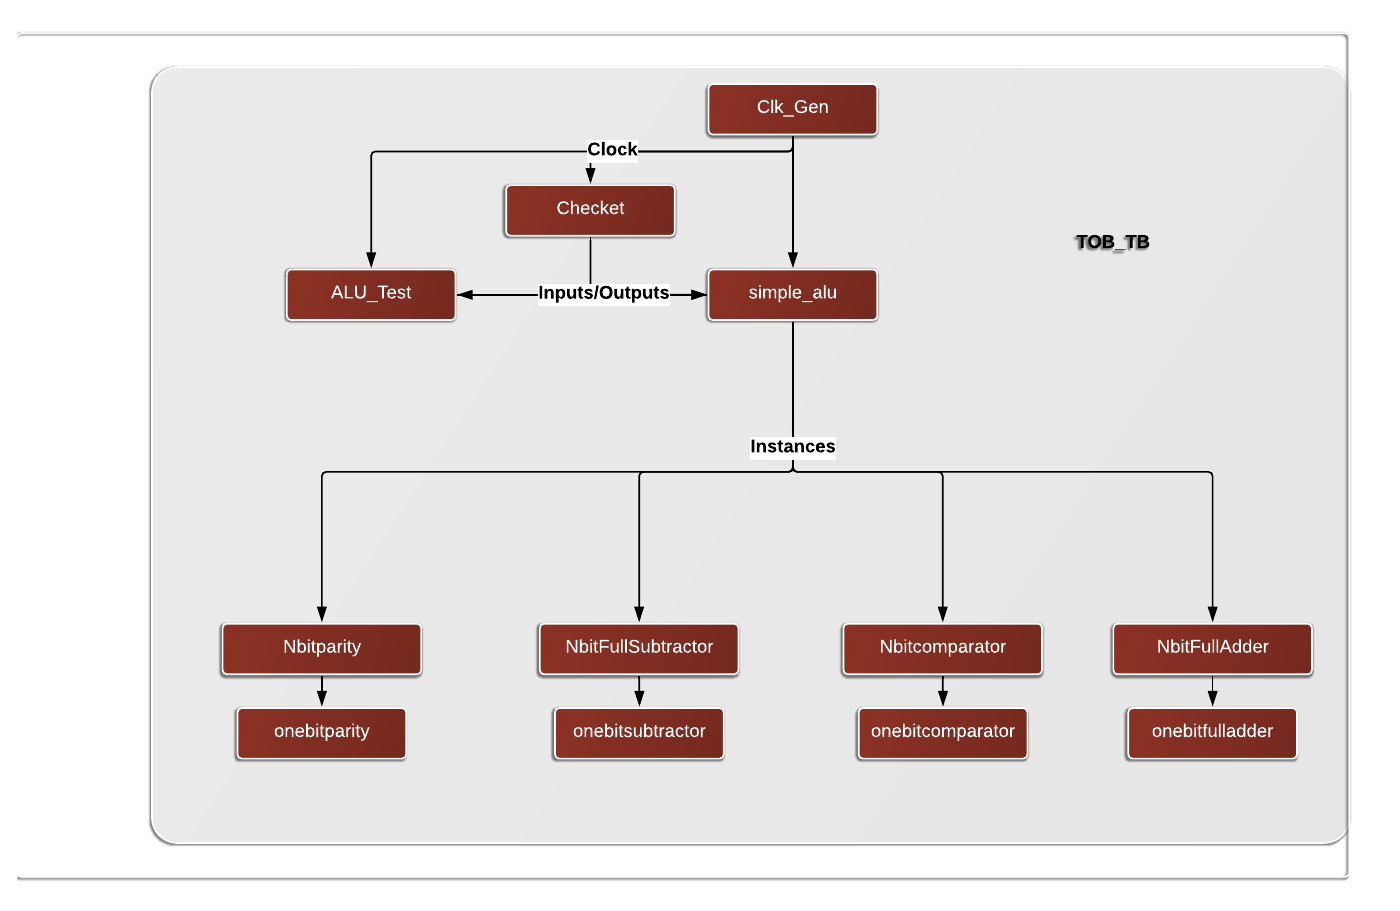 Clk_Gen
Clock
Checket
TOB_TB
ALU_Test
Inputs/Outputs
simple_alu
Instances
Nbitparity
NbitFullSubtractor
Nbitcomparator
NbitFullAdder
onebitparity
onebitsubtractor
onebitcomparator
onebitfulladder